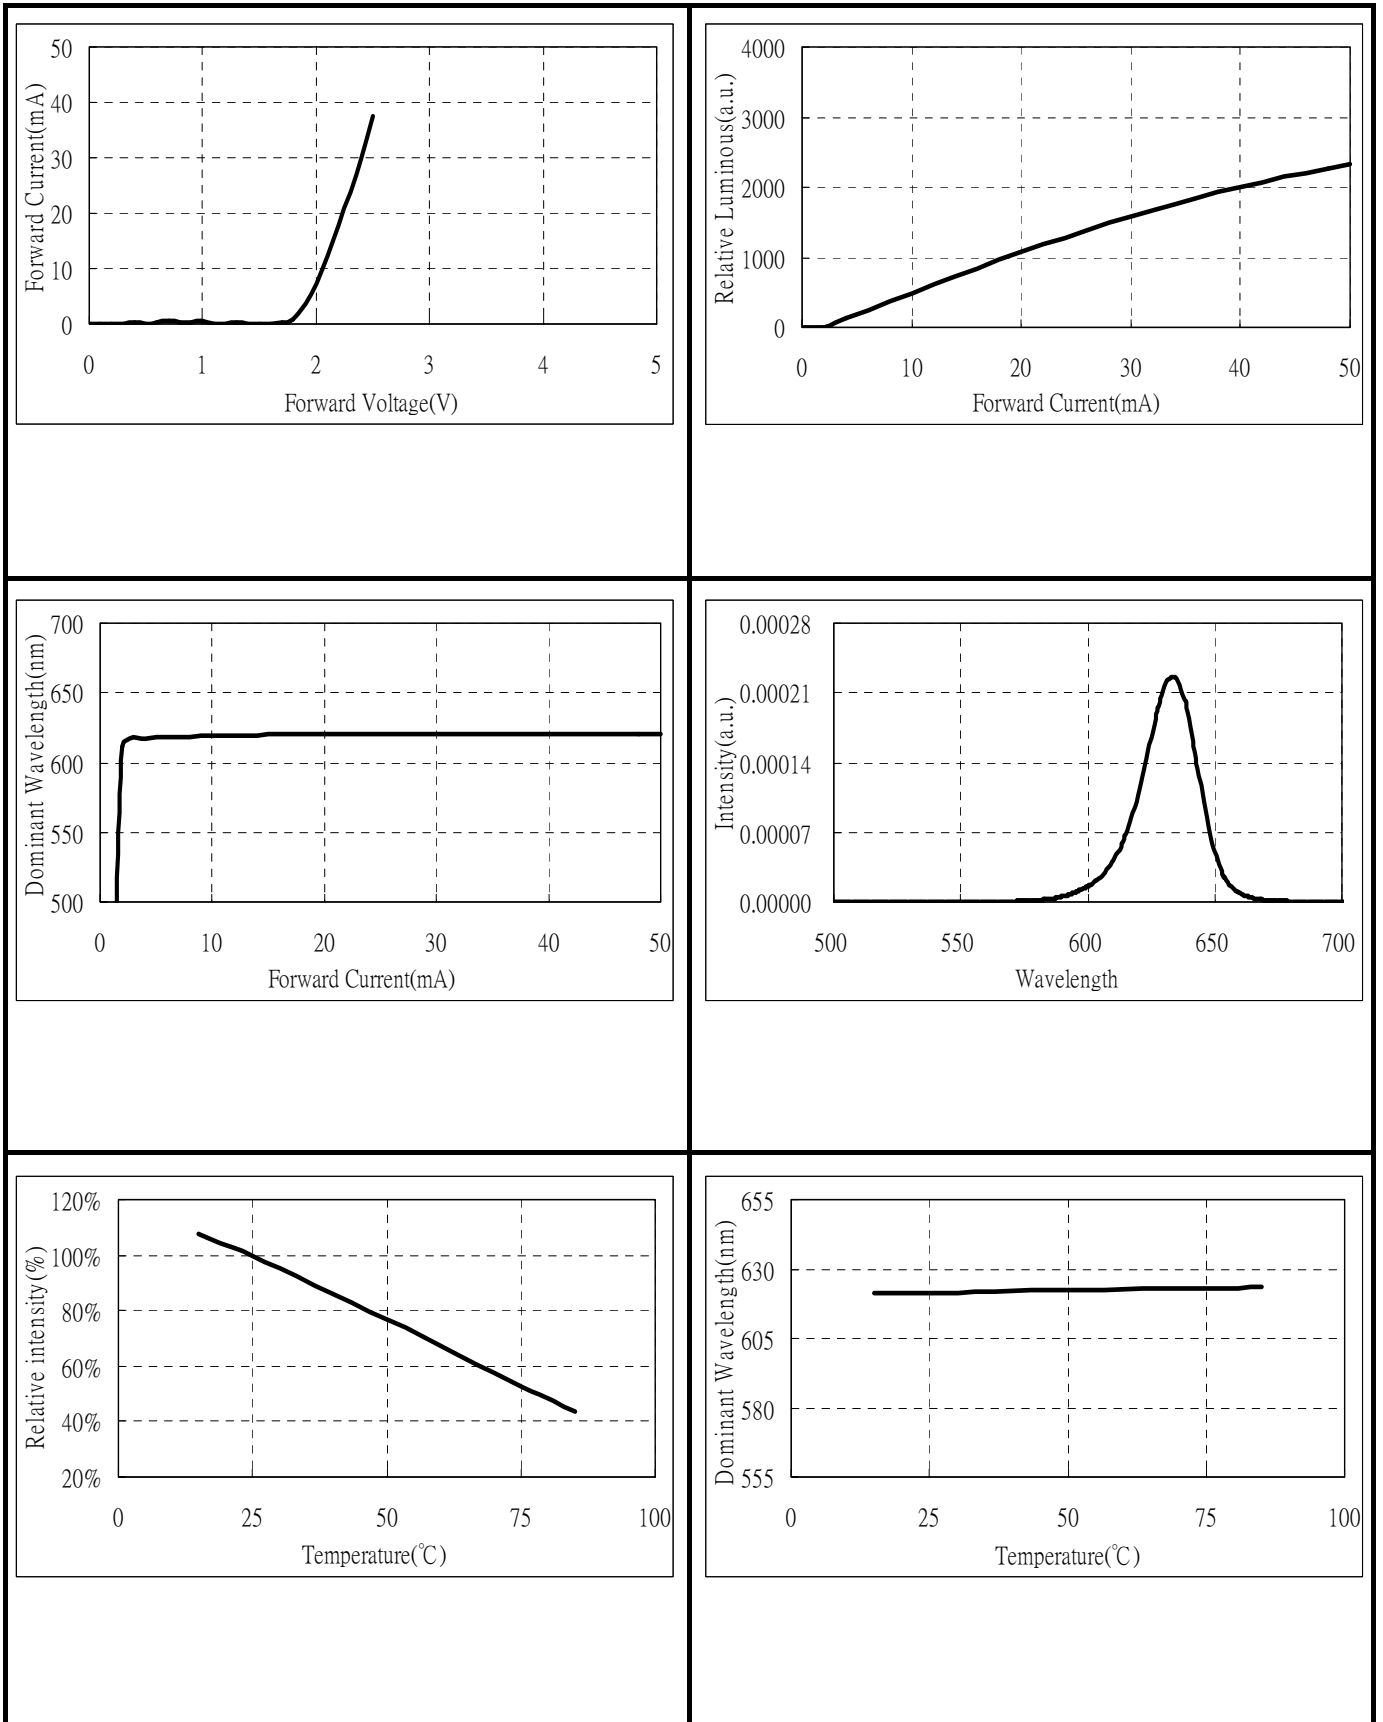 50
40
30
20
10
0
Forward Current(mA)
0 1 2 3 4 5
Forward Voltage(V)
4000
3000
2000
1000
0
Relative Luminous(a.u.)
0 10 20 30 40 50
Forward Current(mA)
700
650
600
550
500
Dominant Wavelength(nm)
0 10 20 30 40 50
Forward Current(mA)
0.00028
0.00021
0.00014
0.00007
0.00000
Intensity(a.u.)
500 550 600 650 700
Wavelength
120%
100%
80%
60%
40%
20%
Relative intensity(%)
0 25 50 75 100
Temperature(℃)
655
630
605
580
555
Dominant Wavelength(nm)
0 25 50 75 100
Temperature(℃)